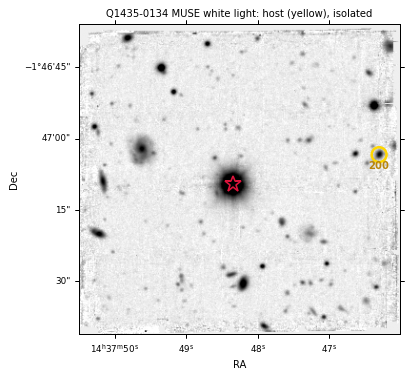 Q1435-0134 MUSE white light: host (yellow), isolated
−1°46'45"
47'00"
200
15"
30"
Dec
14ʰ37ᵐ50ˢ 49ˢ 48ˢ 47ˢ
RA